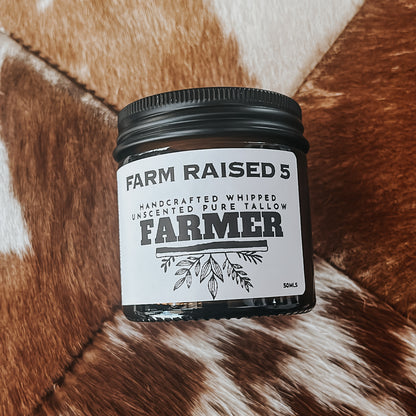 FARM RAISED 5
HANDCRAFTED WHIPPED
UNSCENTED PURE TALLOW
FARMER
50MLS